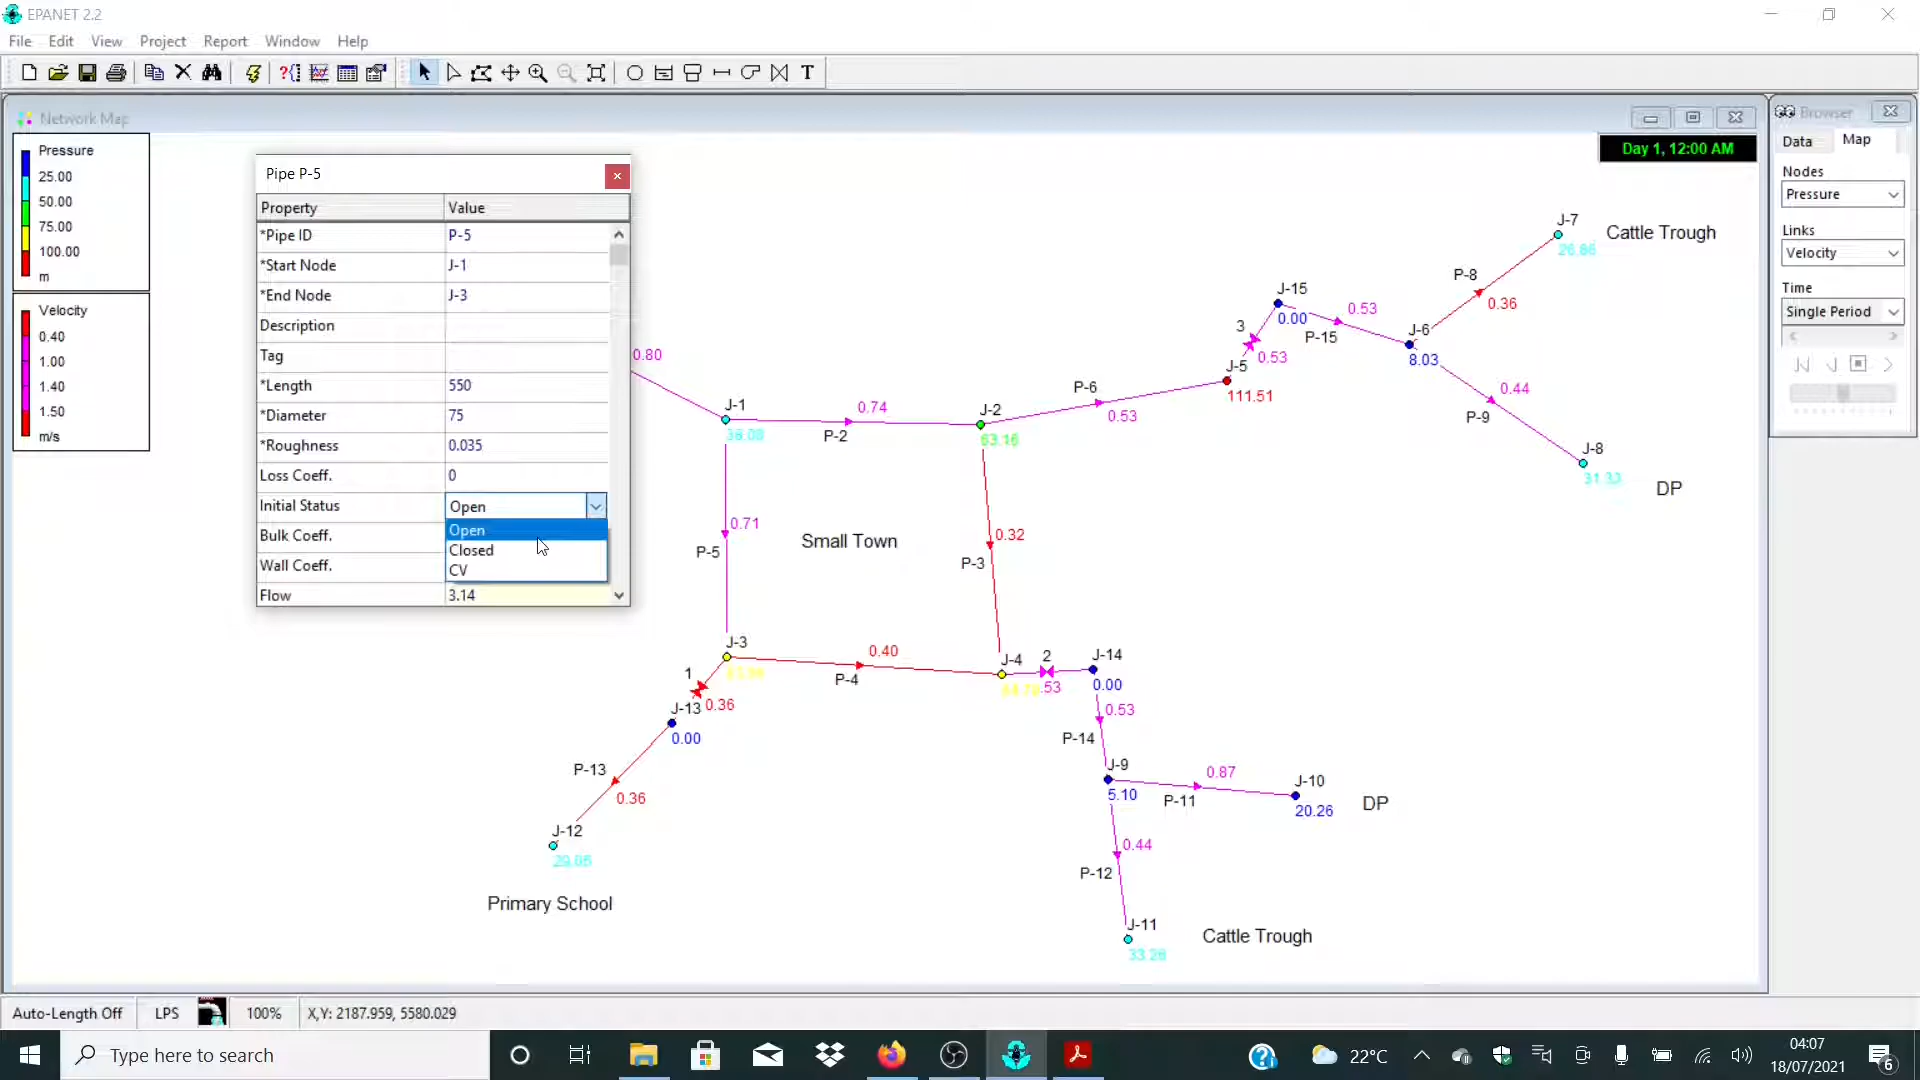 EPANET 2.2
File Edit View Project Report Window Help
Network Map
Day 1, 12:00 AM
Pressure
25.00
50.00
75.00
100.00
m
Velocity
0.40
1.00
1.40
1.50
m/s
Pipe P-5
Property Value
*Pipe ID P-5
*Start Node J-1
*End Node J-3
Description
Tag
*Length 550
*Diameter 75
*Roughness 0.035
Loss Coeff. 0
Initial Status Open
Open
Closed
CV
Bulk Coeff.
Wall Coeff.
Flow 3.14
0.80
J-1
0.74
P-2
J-2
63.16
P-6
0.53
J-5
111.51
3
0.53
J-15
0.00
P-15
0.53
J-6
8.03
P-8
0.36
J-7
26.86
Cattle Trough
0.44
P-9
J-8
DP
0.71
P-5
Small Town
0.32
P-3
J-3
0.40
P-4
J-4
2
.53
J-14
0.00
1
0.36
J-13
0.00
P-13
0.36
J-12
29.05
Primary School
0.53
P-14
J-9
5.10
0.87
P-11
J-10
20.26
DP
0.44
P-12
J-11
33.26
Cattle Trough
Browser
Data Map
Nodes
Pressure
Links
Velocity
Time
Single Period
Auto-Length Off LPS 100% X,Y: 2187.959, 5580.029
Type here to search
22°C
04:07
18/07/2021
6